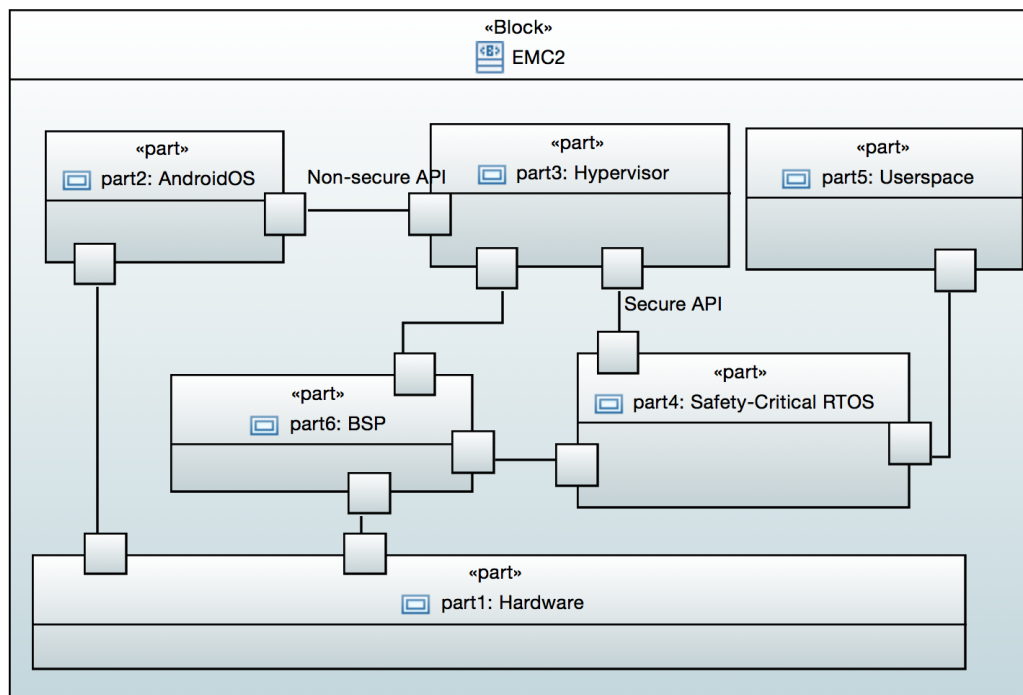 «Block»
EMC2
«part»
part2: AndroidOS
Non-secure API
«part»
part3: Hypervisor
«part»
part5: Userspace
Secure API
«part»
part6: BSP
«part»
part4: Safety-Critical RTOS
«part»
part1: Hardware